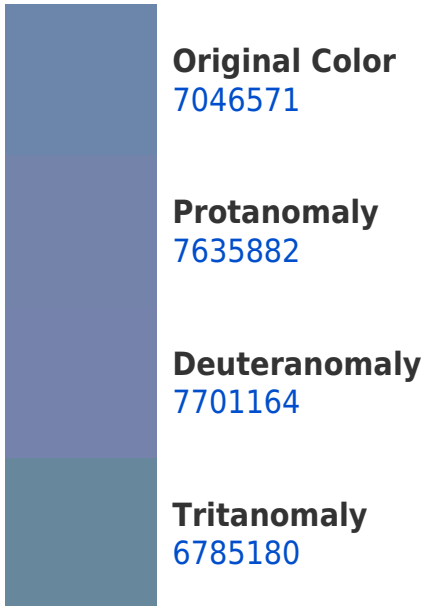 Original Color
7046571
Protanomaly
7635882
Deuteranomaly
7701164
Tritanomaly
6785180